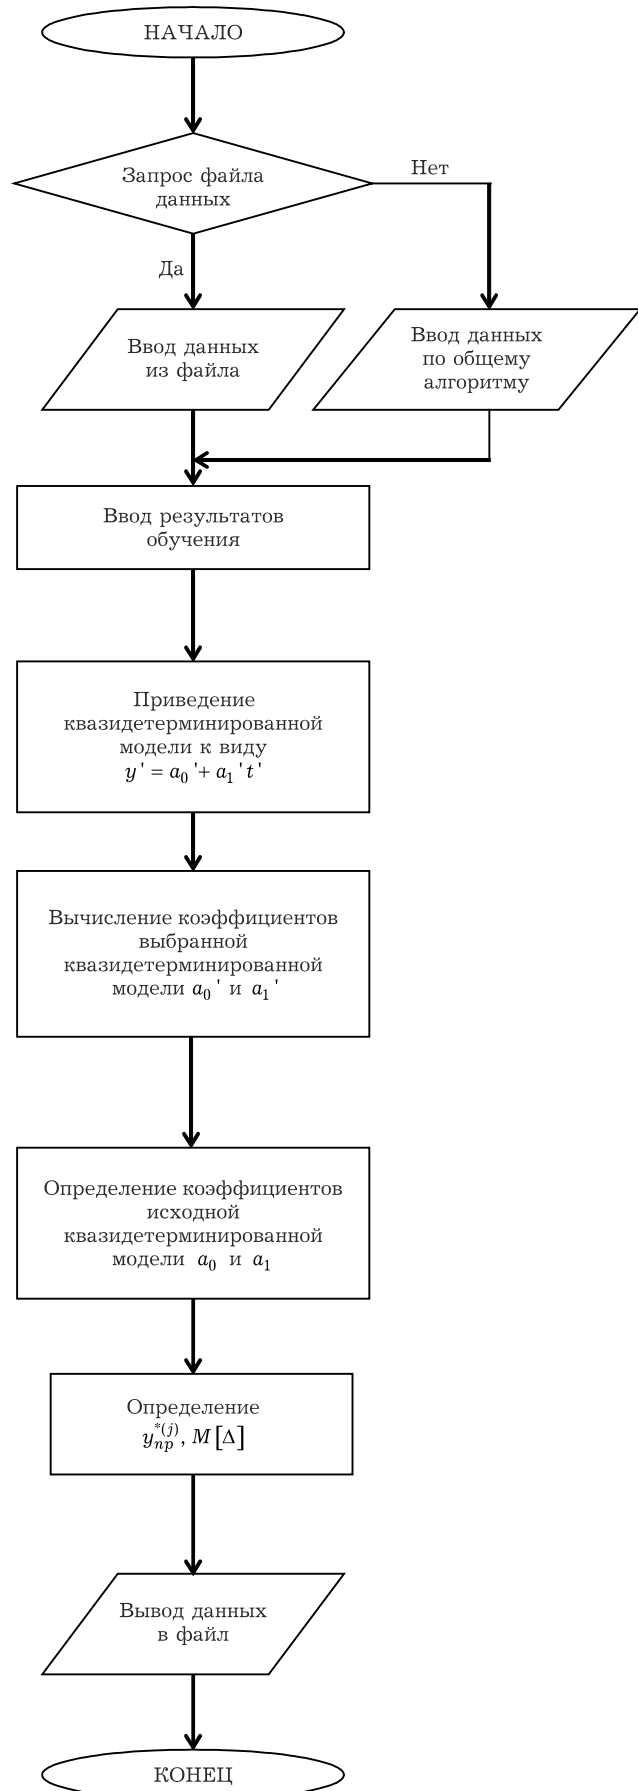 НАЧАЛО
Запрос файла
данных
Нет
Да
Ввод данных
из файла
Ввод данных
по общему
алгоритму
Ввод результатов
обучения
Приведение
квазидетерминированной
модели к виду
y' = a₀' + a₁' t'
Вычисление коэффициентов
выбранной
квазидетерминированной
модели a₀' и a₁'
Определение коэффициентов
исходной
квазидетерминированной
модели a₀ и a₁
Определение
y_{np}^{*(j)}, M[Δ]
Вывод данных
в файл
КОНЕЦ